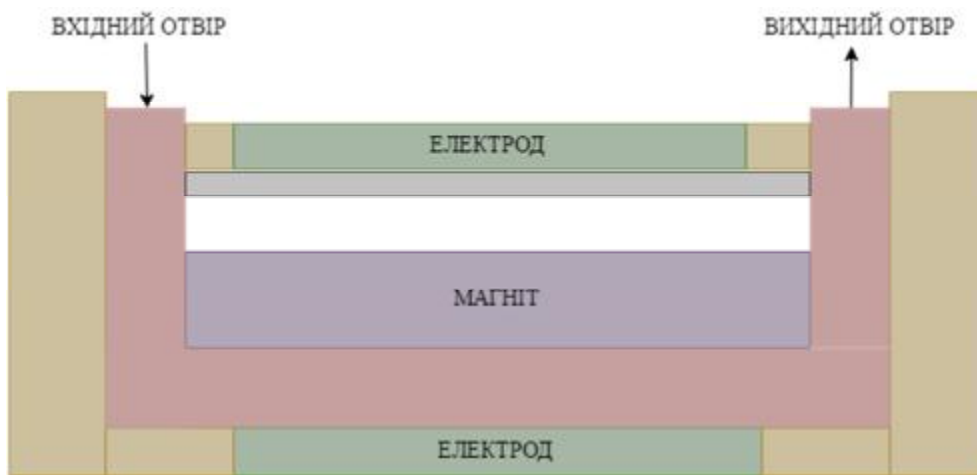 ВХІДНИЙ ОТВІР
ВИХІДНИЙ ОТВІР
ЕЛЕКТРОД
МАГНІТ
ЕЛЕКТРОД